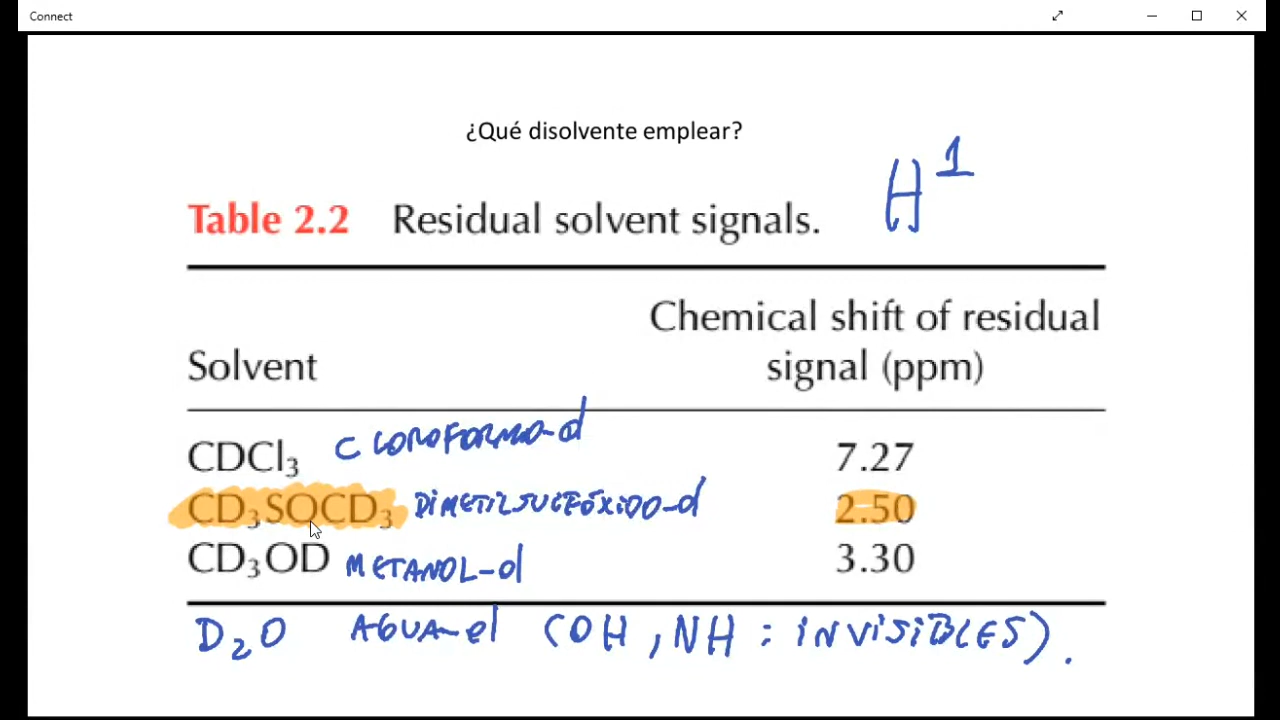 Connect
¿Qué disolvente emplear?
H¹
Table 2.2 Residual solvent signals.
Solvent Chemical shift of residual
signal (ppm)
CDCl₃ CLOROFORMO-d 7.27
CD₃SOCD₃ DIMETILSULFÓXIDO-d 2.50
CD₃OD METANOL-d 3.30
D₂O AGUA-d (OH, NH: INVISIBLES).